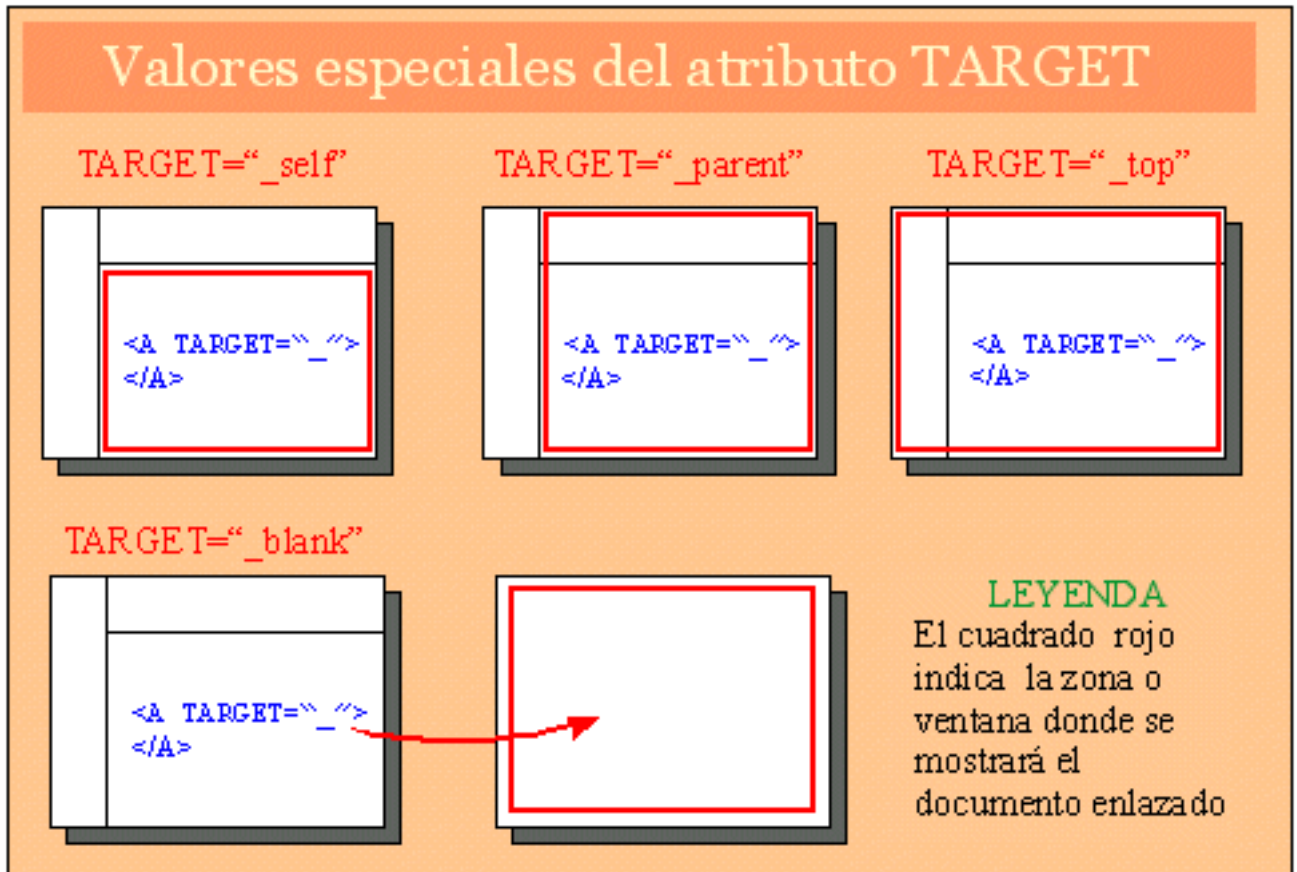 Valores especiales del atributo TARGET
TARGET=“_self”
TARGET=“_parent”
TARGET=“_top”
<A TARGET=“_”>
</A>
<A TARGET=“_”>
</A>
<A TARGET=“_”>
</A>
TARGET=“_blank”
<A TARGET=“_”>
</A>
LEYENDA
El cuadrado rojo
indica la zona o
ventana donde se
mostrará el
documento enlazado